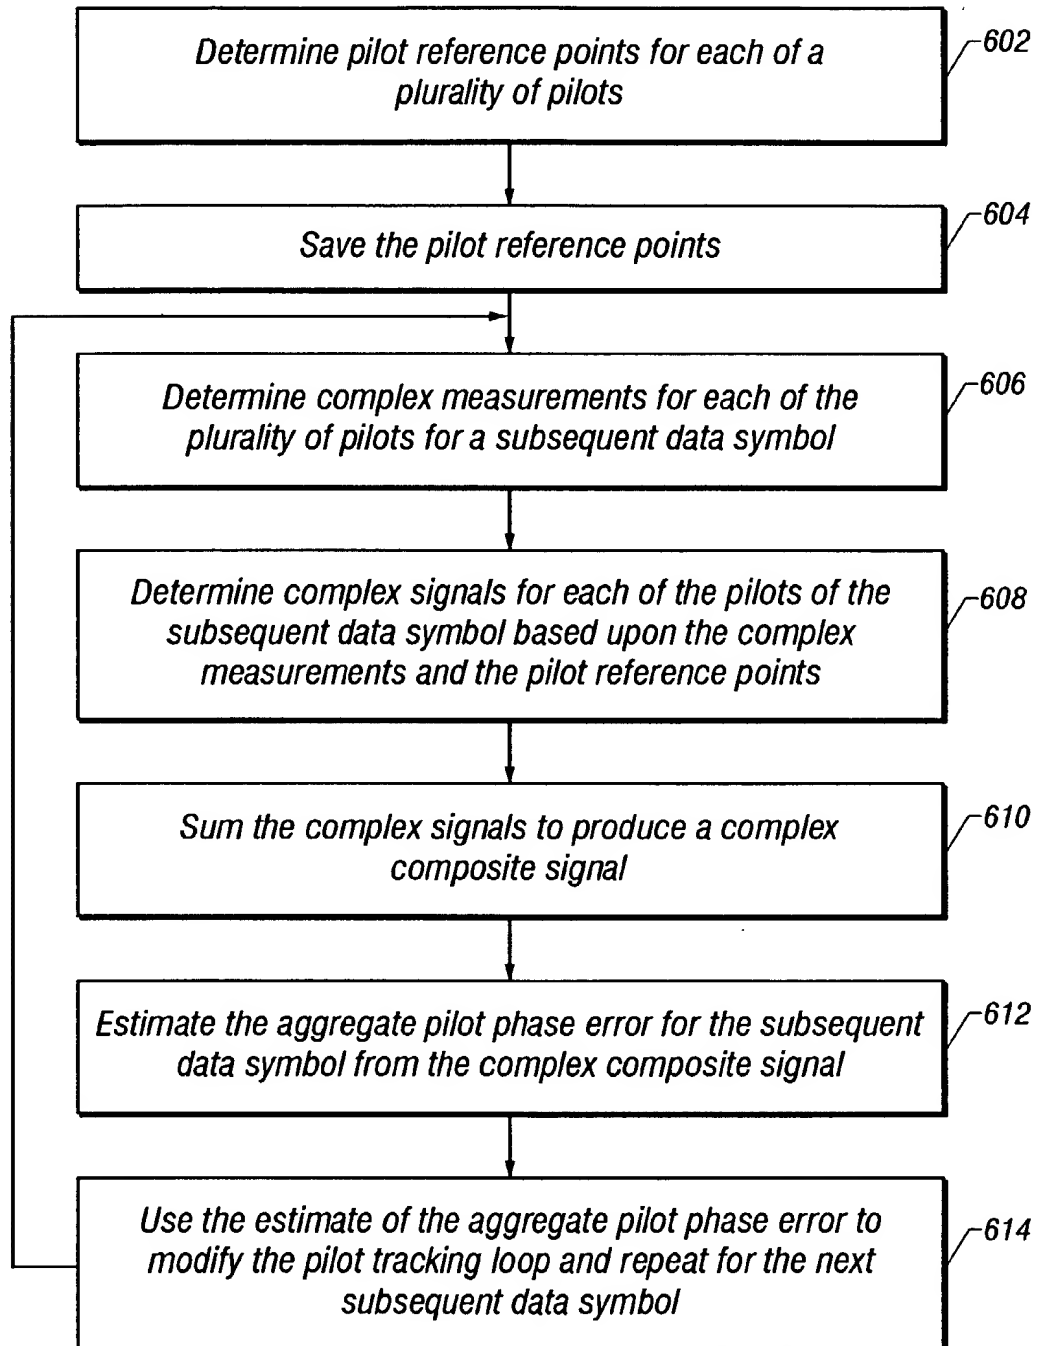 Determine pilot reference points for each of a
plurality of pilots
602
Save the pilot reference points
604
Determine complex measurements for each of the
plurality of pilots for a subsequent data symbol
606
Determine complex signals for each of the pilots of the
subsequent data symbol based upon the complex
measurements and the pilot reference points
608
Sum the complex signals to produce a complex
composite signal
610
Estimate the aggregate pilot phase error for the subsequent
data symbol from the complex composite signal
612
Use the estimate of the aggregate pilot phase error to
modify the pilot tracking loop and repeat for the next
subsequent data symbol
614